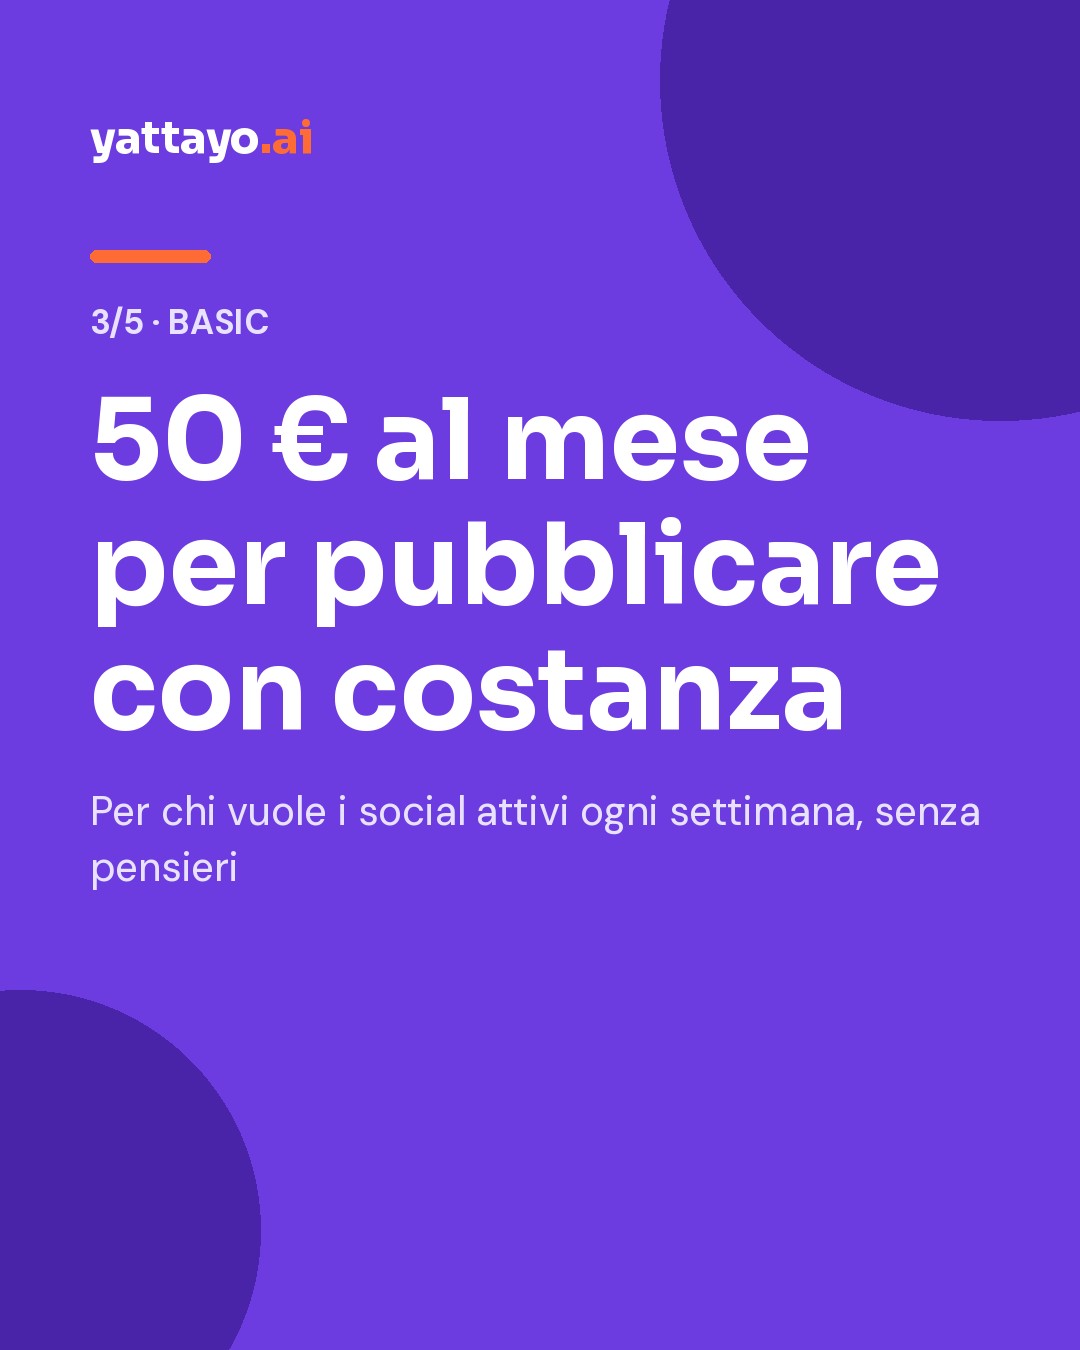 yattayo.ai
3/5 · BASIC
50 € al mese
per pubblicare
con costanza
Per chi vuole i social attivi ogni settimana, senza
pensieri